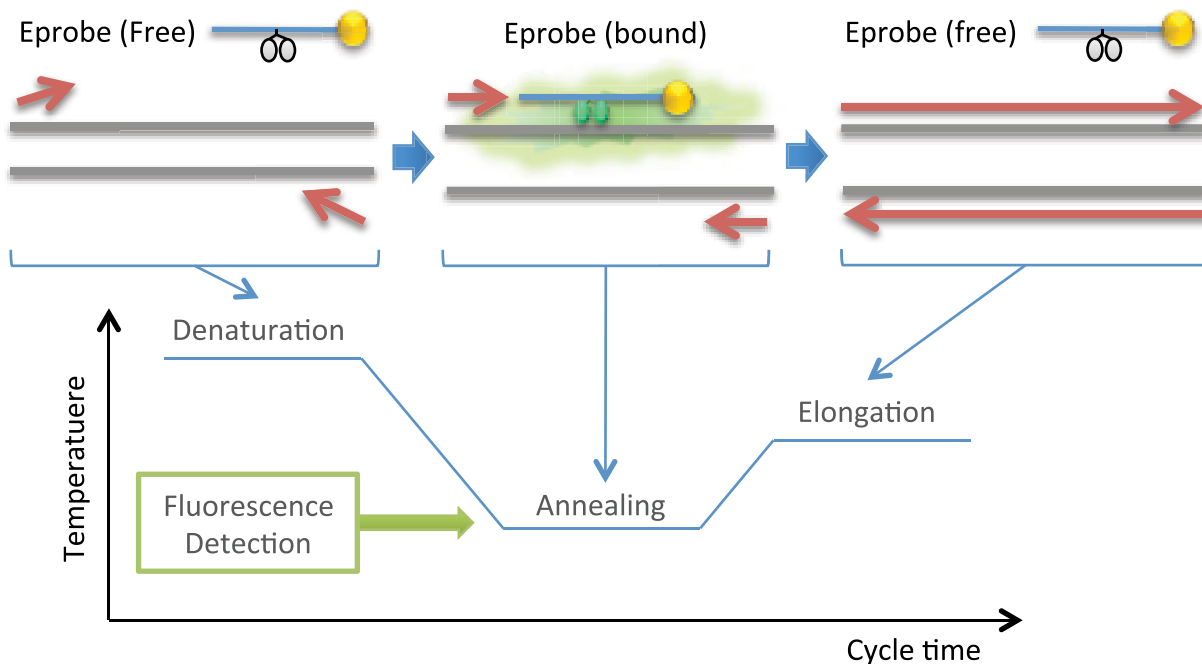 Eprobe (Free)
Eprobe (bound)
Eprobe (free)
Denaturation
Elongation
Annealing
Fluorescence
Detection
Temperatuere
Cycle time